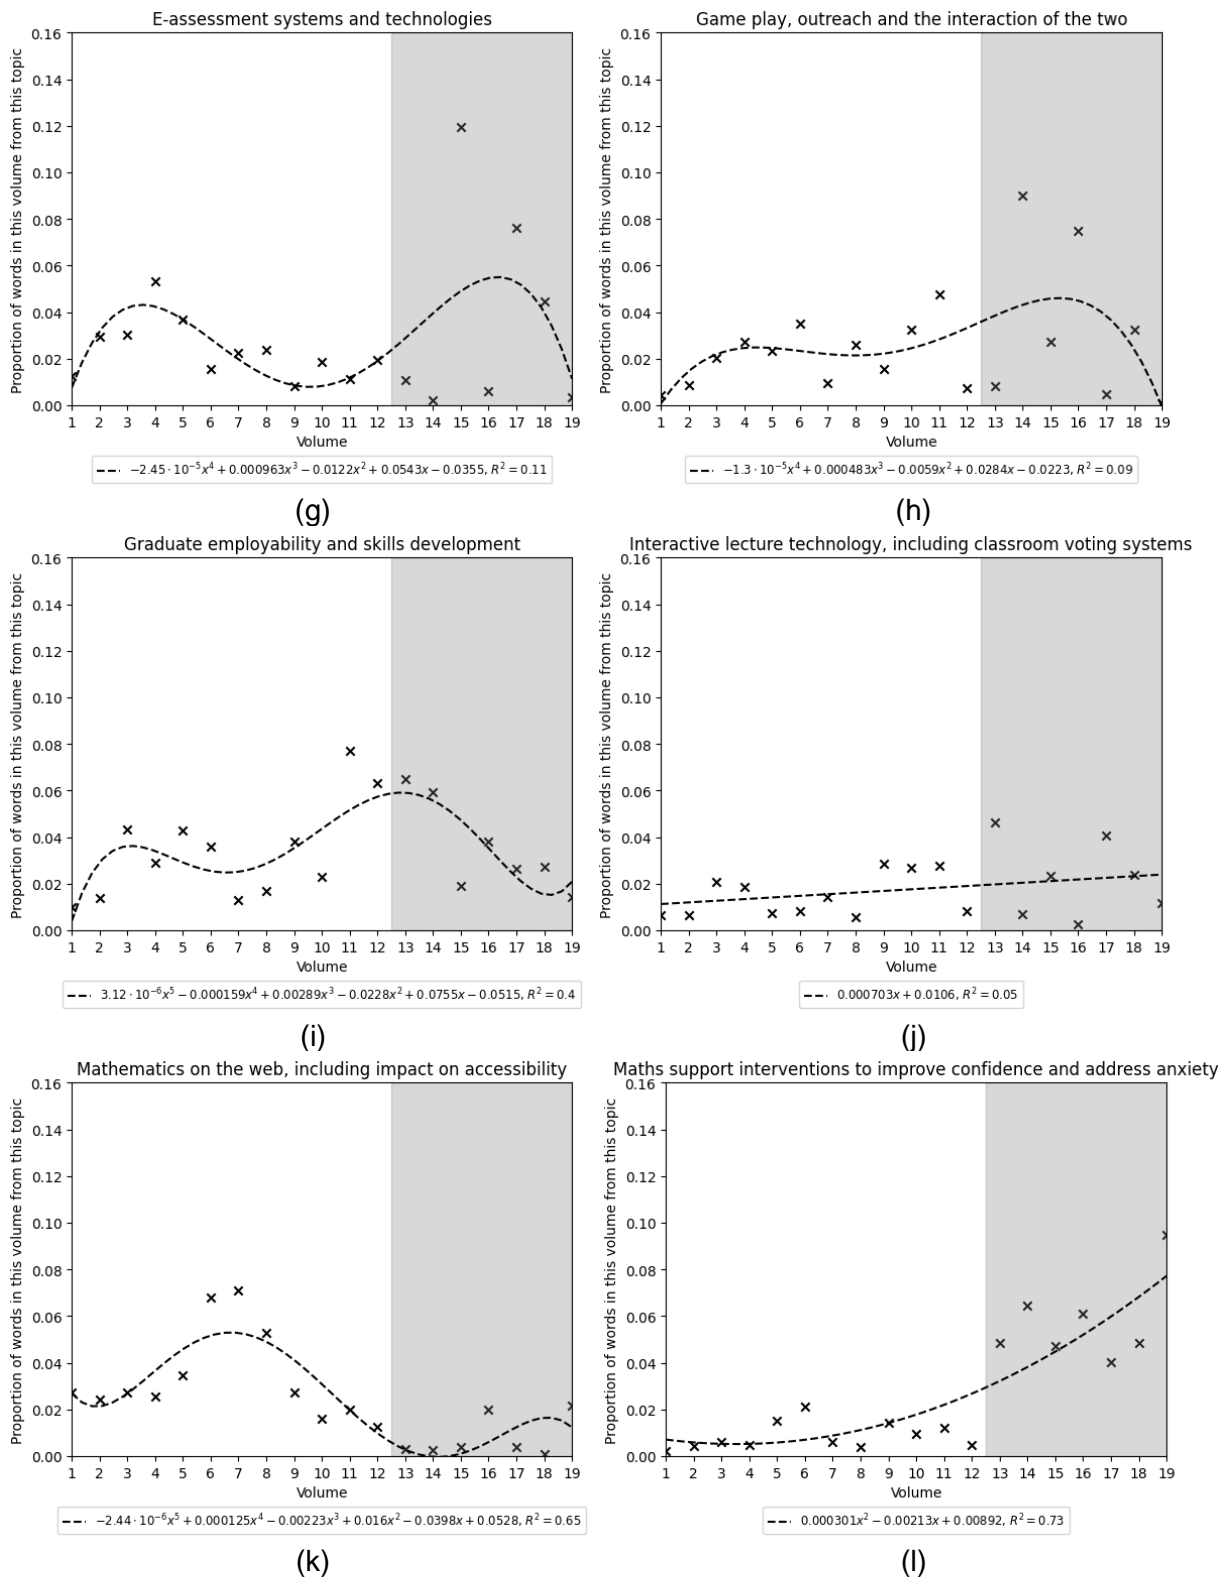 E-assessment systems and technologies
Proportion of words in this volume from this topic
0.16
0.14
0.12
0.10
0.08
0.06
0.04
0.02
0.00
1 2 3 4 5 6 7 8 9 10 11 12 13 14 15 16 17 18 19
Volume
−2.45 · 10⁻⁵x⁴ + 0.000963x³ − 0.0122x² + 0.0543x − 0.0355, R² = 0.11
(g)
Game play, outreach and the interaction of the two
Proportion of words in this volume from this topic
0.16
0.14
0.12
0.10
0.08
0.06
0.04
0.02
0.00
1 2 3 4 5 6 7 8 9 10 11 12 13 14 15 16 17 18 19
Volume
−1.3 · 10⁻⁵x⁴ + 0.000483x³ − 0.0059x² + 0.0284x − 0.0223, R² = 0.09
(h)
Graduate employability and skills development
Proportion of words in this volume from this topic
0.16
0.14
0.12
0.10
0.08
0.06
0.04
0.02
0.00
1 2 3 4 5 6 7 8 9 10 11 12 13 14 15 16 17 18 19
Volume
3.12 · 10⁻⁶x⁵ − 0.000159x⁴ + 0.00289x³ − 0.0228x² + 0.0755x − 0.0515, R² = 0.4
(i)
Interactive lecture technology, including classroom voting systems
Proportion of words in this volume from this topic
0.16
0.14
0.12
0.10
0.08
0.06
0.04
0.02
0.00
1 2 3 4 5 6 7 8 9 10 11 12 13 14 15 16 17 18 19
Volume
0.000703x + 0.0106, R² = 0.05
(j)
Mathematics on the web, including impact on accessibility
Proportion of words in this volume from this topic
0.16
0.14
0.12
0.10
0.08
0.06
0.04
0.02
0.00
1 2 3 4 5 6 7 8 9 10 11 12 13 14 15 16 17 18 19
Volume
−2.44 · 10⁻⁶x⁵ + 0.000125x⁴ − 0.00223x³ + 0.016x² − 0.0398x + 0.0528, R² = 0.65
(k)
Maths support interventions to improve confidence and address anxiety
Proportion of words in this volume from this topic
0.16
0.14
0.12
0.10
0.08
0.06
0.04
0.02
0.00
1 2 3 4 5 6 7 8 9 10 11 12 13 14 15 16 17 18 19
Volume
0.000301x² − 0.00213x + 0.00892, R² = 0.73
(l)